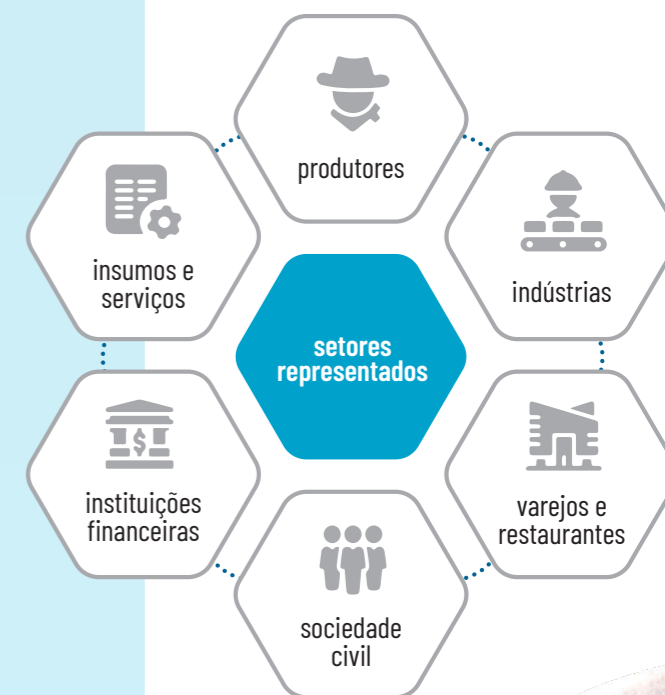 produtores
insumos e
serviços
indústrias
setores
representados
instituições
financeiras
varejos e
restaurantes
sociedade
civil